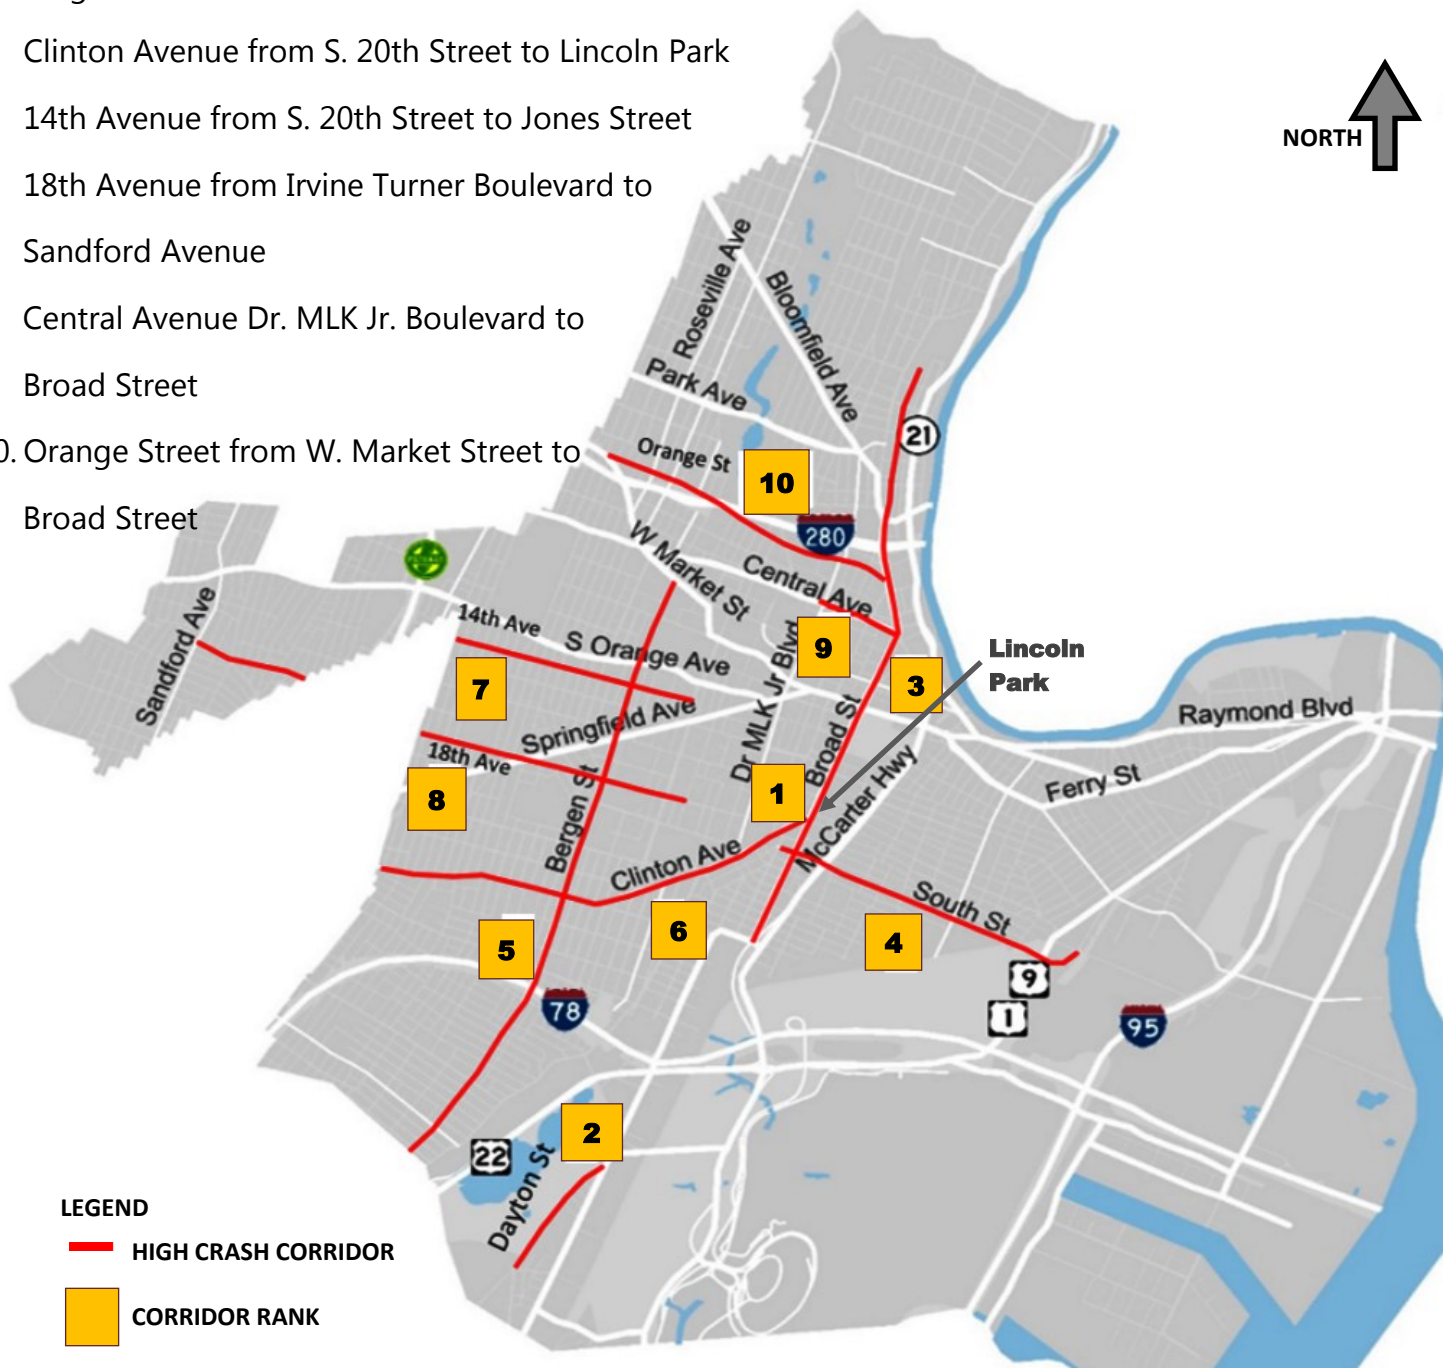 Clinton Avenue from S. 20th Street to Lincoln Park
14th Avenue from S. 20th Street to Jones Street
18th Avenue from Irvine Turner Boulevard to
Sandford Avenue
Central Avenue Dr. MLK Jr. Boulevard to
Broad Street
0. Orange Street from W. Market Street to
Broad Street
NORTH
Roseville Ave
Bloomfield Ave
Park Ave
Orange St
21
10
280
W Market St
Central Ave
14th Ave
S Orange Ave
Sandford Ave
Dr MLK Jr Blvd
9
3
Lincoln
Park
7
Springfield Ave
Broad St
Raymond Blvd
18th Ave
McCarter Hwy
Ferry St
8
1
Bergen St
Clinton Ave
South St
6
4
5
9
78
1
95
2
22
Dayton St
LEGEND
HIGH CRASH CORRIDOR
CORRIDOR RANK